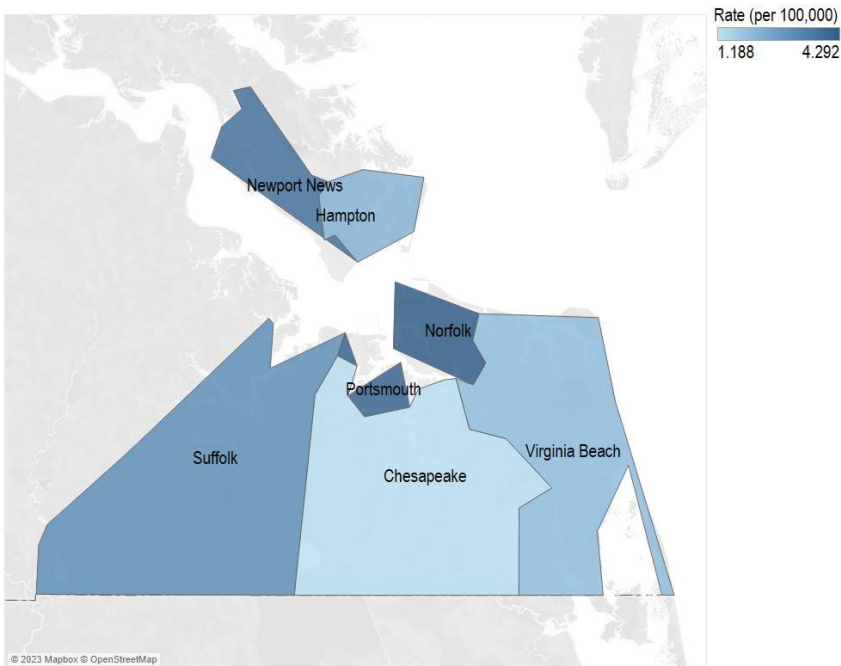 Rate (per 100,000)
1.188 4.292
Newport News
Hampton
Norfolk
Portsmouth
Virginia Beach
Suffolk
Chesapeake
© 2023 Mapbox © OpenStreetMap